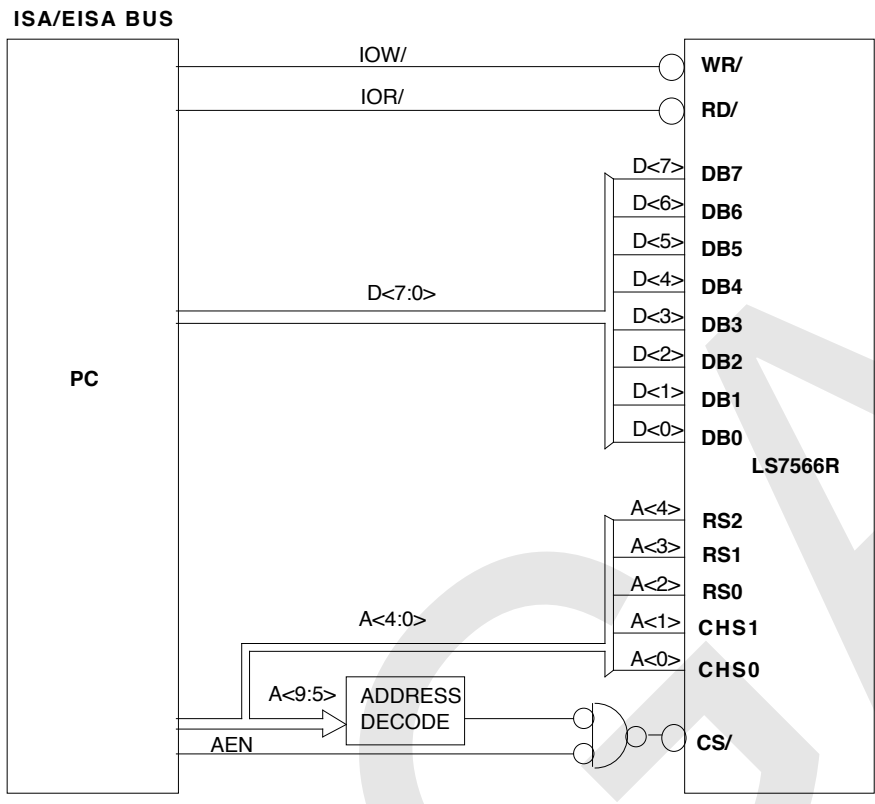 ISA/EISA BUS
IOW/
WR/
IOR/
RD/
D<7>
DB7
D<6>
DB6
D<5>
DB5
D<4>
DB4
D<7:0>
D<3>
DB3
D<2>
DB2
PC
D<1>
DB1
D<0>
DB0
LS7566R
A<4>
RS2
A<3>
RS1
A<2>
RS0
A<4:0>
A<1>
CHS1
A<0>
CHS0
A<9:5>
ADDRESS
DECODE
AEN
CS/